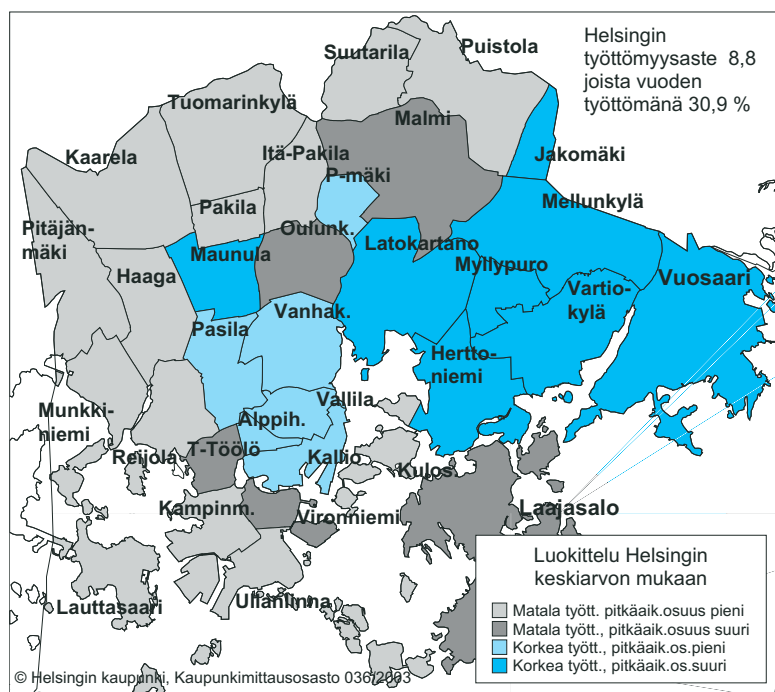 Helsingin
työttömyysaste 8,8
joista vuoden
työttömänä 30,9 %
Suutarila
Puistola
Tuomarinkylä
Malmi
Itä-Pakila
Kaarela
Jakomäki
P-mäki
Mellunkylä
Pakila
Pitäjän-
mäki
Oulunk.
Latokartano
Maunula
Haaga
Myllypuro
Vuosaari
Vartio-
kylä
Vanhak.
Pasila
Hertto-
niemi
Vallila
Munkki-
niemi
Alppih.
T-Töölö
Reijola
Kallio
Kulos.
Kampinm.
Vironniemi
Laajasalo
Lauttasaari
Ullanlinna
Luokittelu Helsingin
keskiarvon mukaan
Matala tyött. pitkäaik.osuus pieni
Matala tyött., pitkäaik.osuus suuri
Korkea tyött., pitkäaik.os.pieni
Korkea tyött., pitkäaik.os.suuri
© Helsingin kaupunki, Kaupunkimittausosasto 036/2003